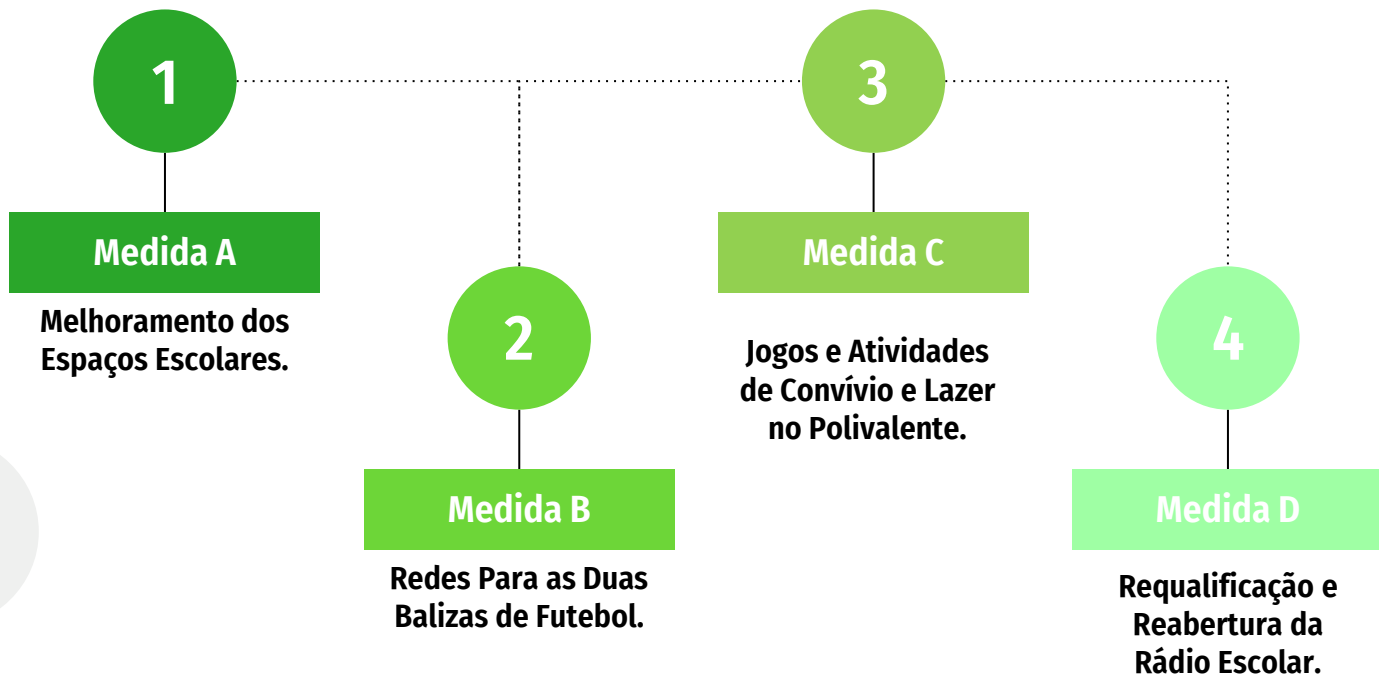 1
Medida A
Melhoramento dos
Espaços Escolares.
2
Medida B
Redes Para as Duas
Balizas de Futebol.
3
Medida C
Jogos e Atividades
de Convívio e Lazer
no Polivalente.
4
Medida D
Requalificação e
Reabertura da
Rádio Escolar.